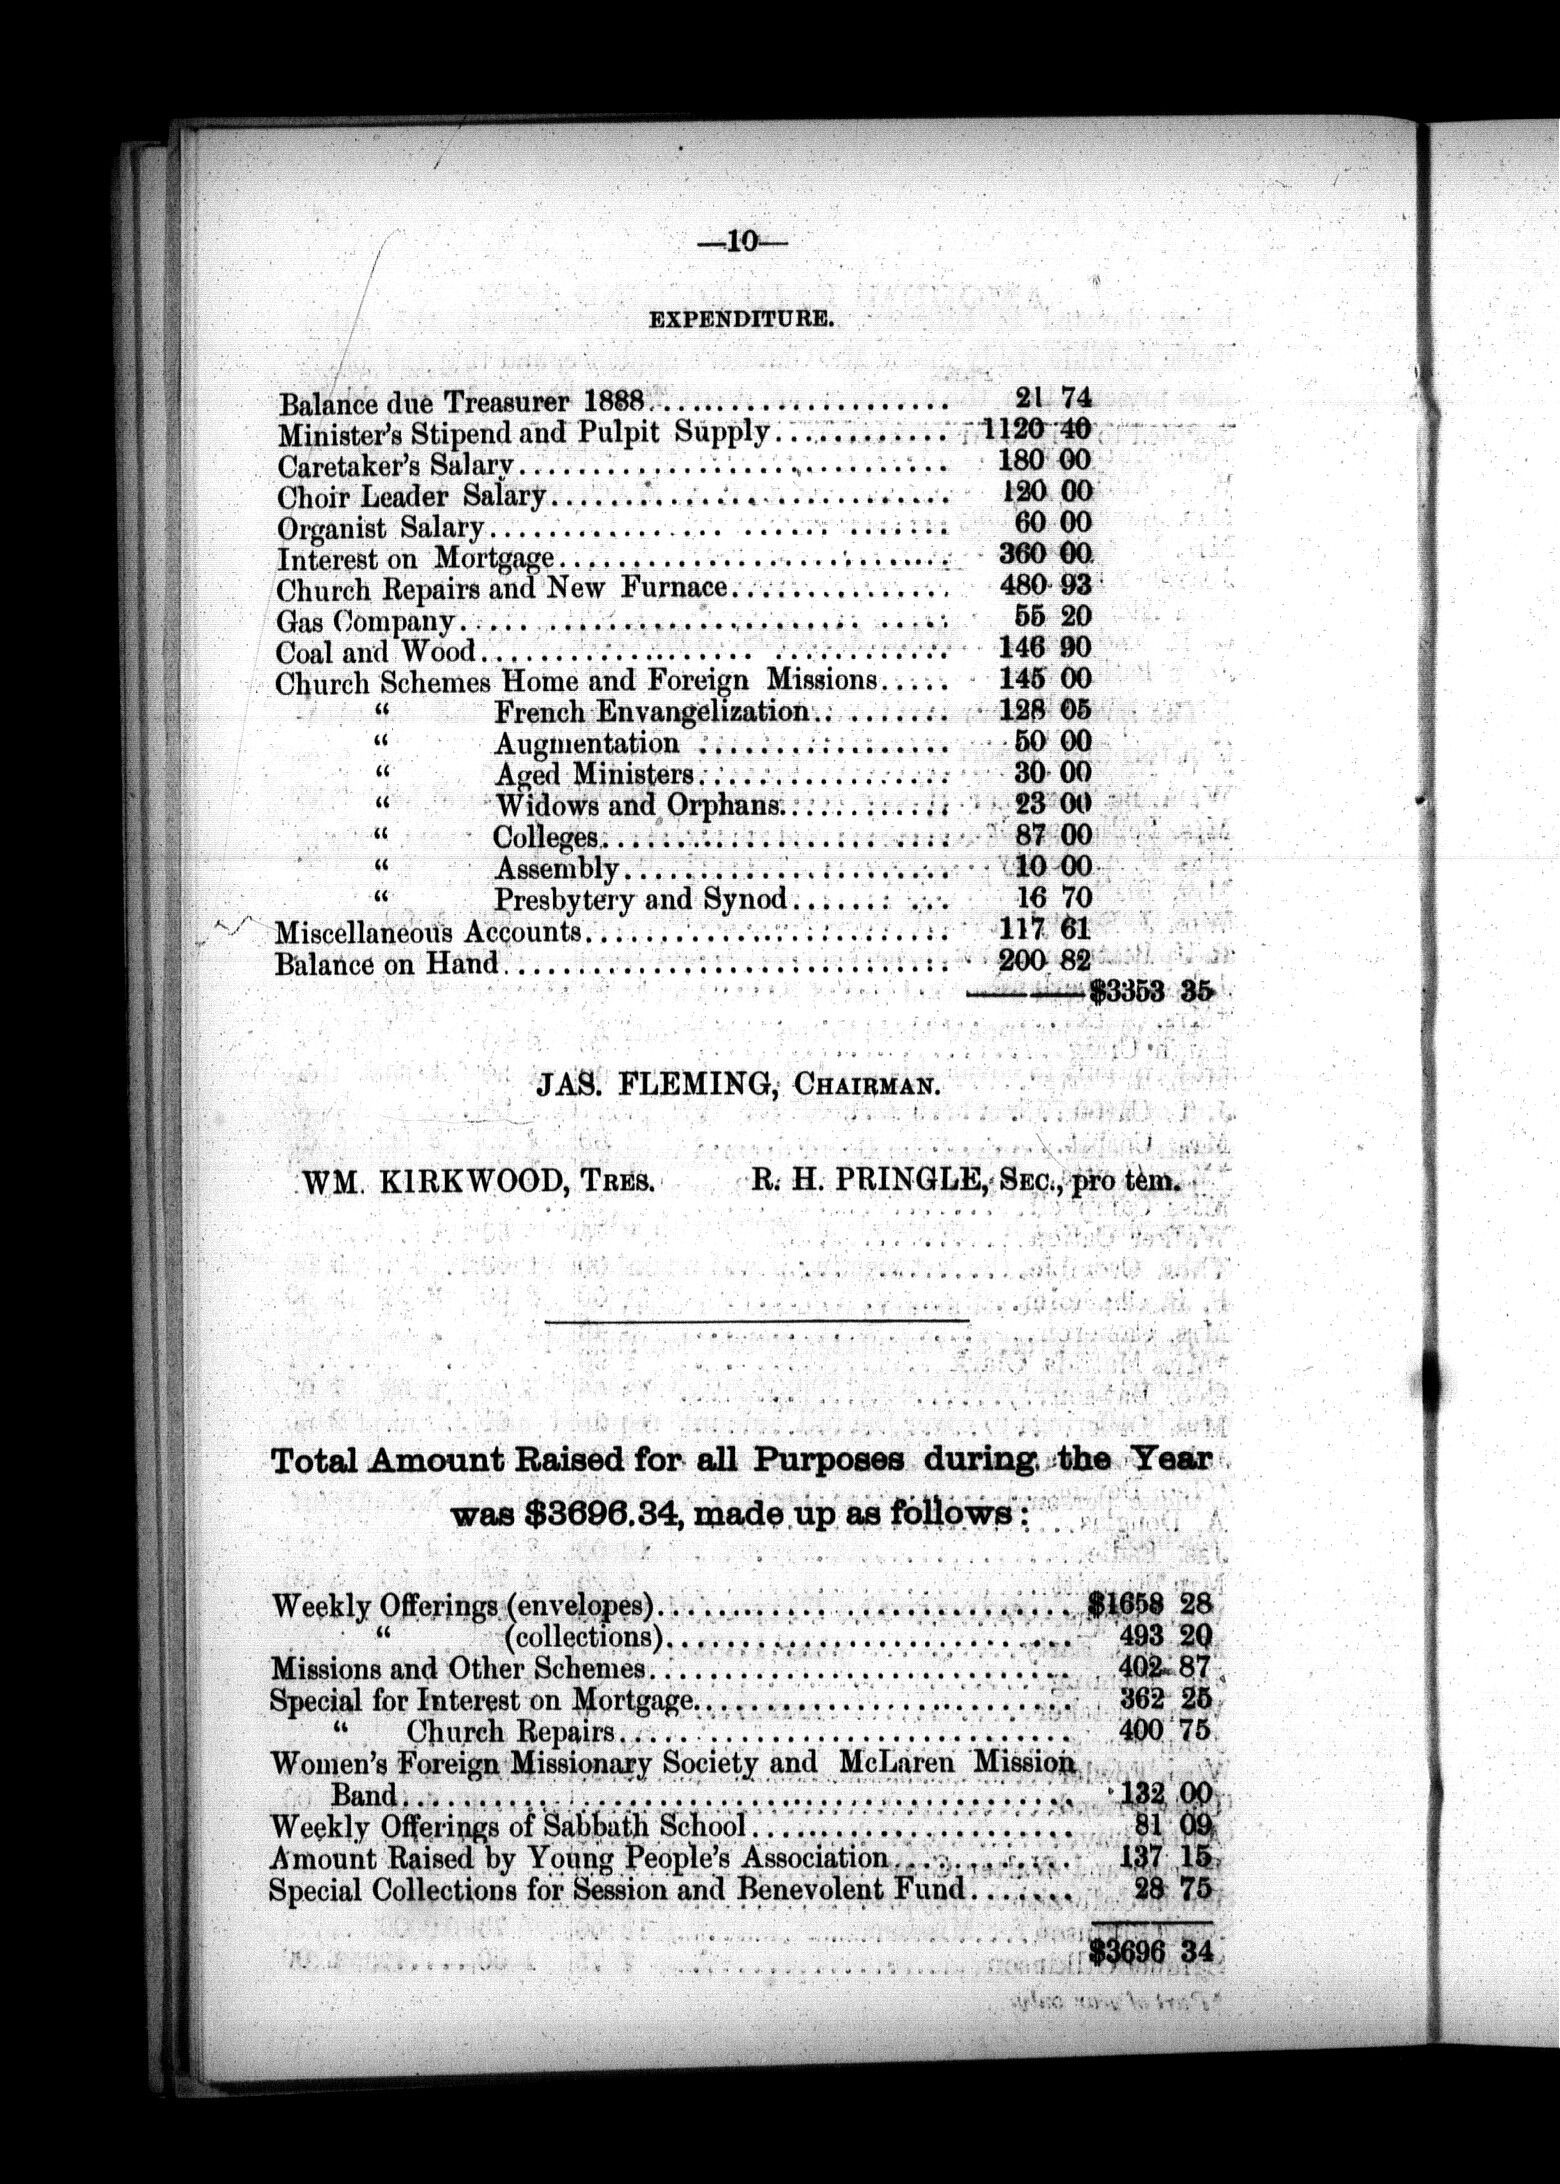 —10—
EXPENDITURE.
Balance due Treasurer 1888.................... 21 74
Minister's Stipend and Pulpit Supply............ 1120 40
Caretaker's Salary............................. 180 00
Choir Leader Salary........................... 120 00
Organist Salary................ ...... ....... 60 00
Interest on Mortgage.......................... 360 00
Church Repairs and New Furnace............... 480 93
Gas Company..... ..................... ..... 55 20
Coal and Wood................... ............ 146 90
Church Schemes Home and Foreign Missions..... 145 00
“ French Envangelization.. ........ 128 05
“ Augmentation ................. 50 00
“ Aged Ministers................. 30 00
“ Widows and Orphans............ 23 00
“ Colleges........................ 87 00
“ Assembly...................... 10 00
“ Presbytery and Synod....... ... 16 70
Miscellaneous Accounts......................... 117 61
Balance on Hand.............................. 200 82
$3353 35
JAS. FLEMING, CHAIRMAN.
WM. KIRKWOOD, TRES. R. H. PRINGLE, SEC., pro tem.
Total Amount Raised for all Purposes during the Year
was $3696.34, made up as follows:
Weekly Offerings (envelopes)............ ............... $1658 28
“ (collections)........................... 493 20
Missions and Other Schemes............................ 402 87
Special for Interest on Mortgage......................... 362 25
“ Church Repairs.............................. 400 75
Women's Foreign Missionary Society and McLaren Mission
Band............................................. 132 00
Weekly Offerings of Sabbath School...................... 81 09
Amount Raised by Young People's Association............ 137 15
Special Collections for Session and Benevolent Fund....... 28 75
$3696 34